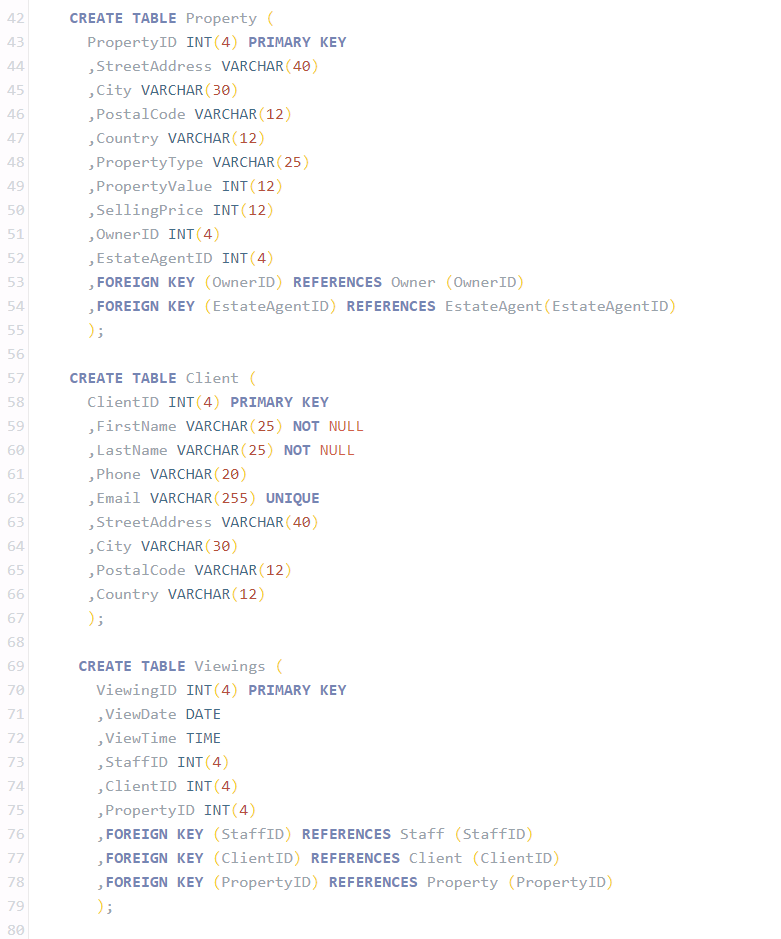 42 CREATE TABLE Property (
43 PropertyID INT(4) PRIMARY KEY
44 ,StreetAddress VARCHAR(40)
45 ,City VARCHAR(30)
46 ,PostalCode VARCHAR(12)
47 ,Country VARCHAR(12)
48 ,PropertyType VARCHAR(25)
49 ,PropertyValue INT(12)
50 ,SellingPrice INT(12)
51 ,OwnerID INT(4)
52 ,EstateAgentID INT(4)
53 ,FOREIGN KEY (OwnerID) REFERENCES Owner (OwnerID)
54 ,FOREIGN KEY (EstateAgentID) REFERENCES EstateAgent(EstateAgentID)
55 );
56
57 CREATE TABLE Client (
58 ClientID INT(4) PRIMARY KEY
59 ,FirstName VARCHAR(25) NOT NULL
60 ,LastName VARCHAR(25) NOT NULL
61 ,Phone VARCHAR(20)
62 ,Email VARCHAR(255) UNIQUE
63 ,StreetAddress VARCHAR(40)
64 ,City VARCHAR(30)
65 ,PostalCode VARCHAR(12)
66 ,Country VARCHAR(12)
67 );
68
69 CREATE TABLE Viewings (
70 ViewingID INT(4) PRIMARY KEY
71 ,ViewDate DATE
72 ,ViewTime TIME
73 ,StaffID INT(4)
74 ,ClientID INT(4)
75 ,PropertyID INT(4)
76 ,FOREIGN KEY (StaffID) REFERENCES Staff (StaffID)
77 ,FOREIGN KEY (ClientID) REFERENCES Client (ClientID)
78 ,FOREIGN KEY (PropertyID) REFERENCES Property (PropertyID)
79 );
80